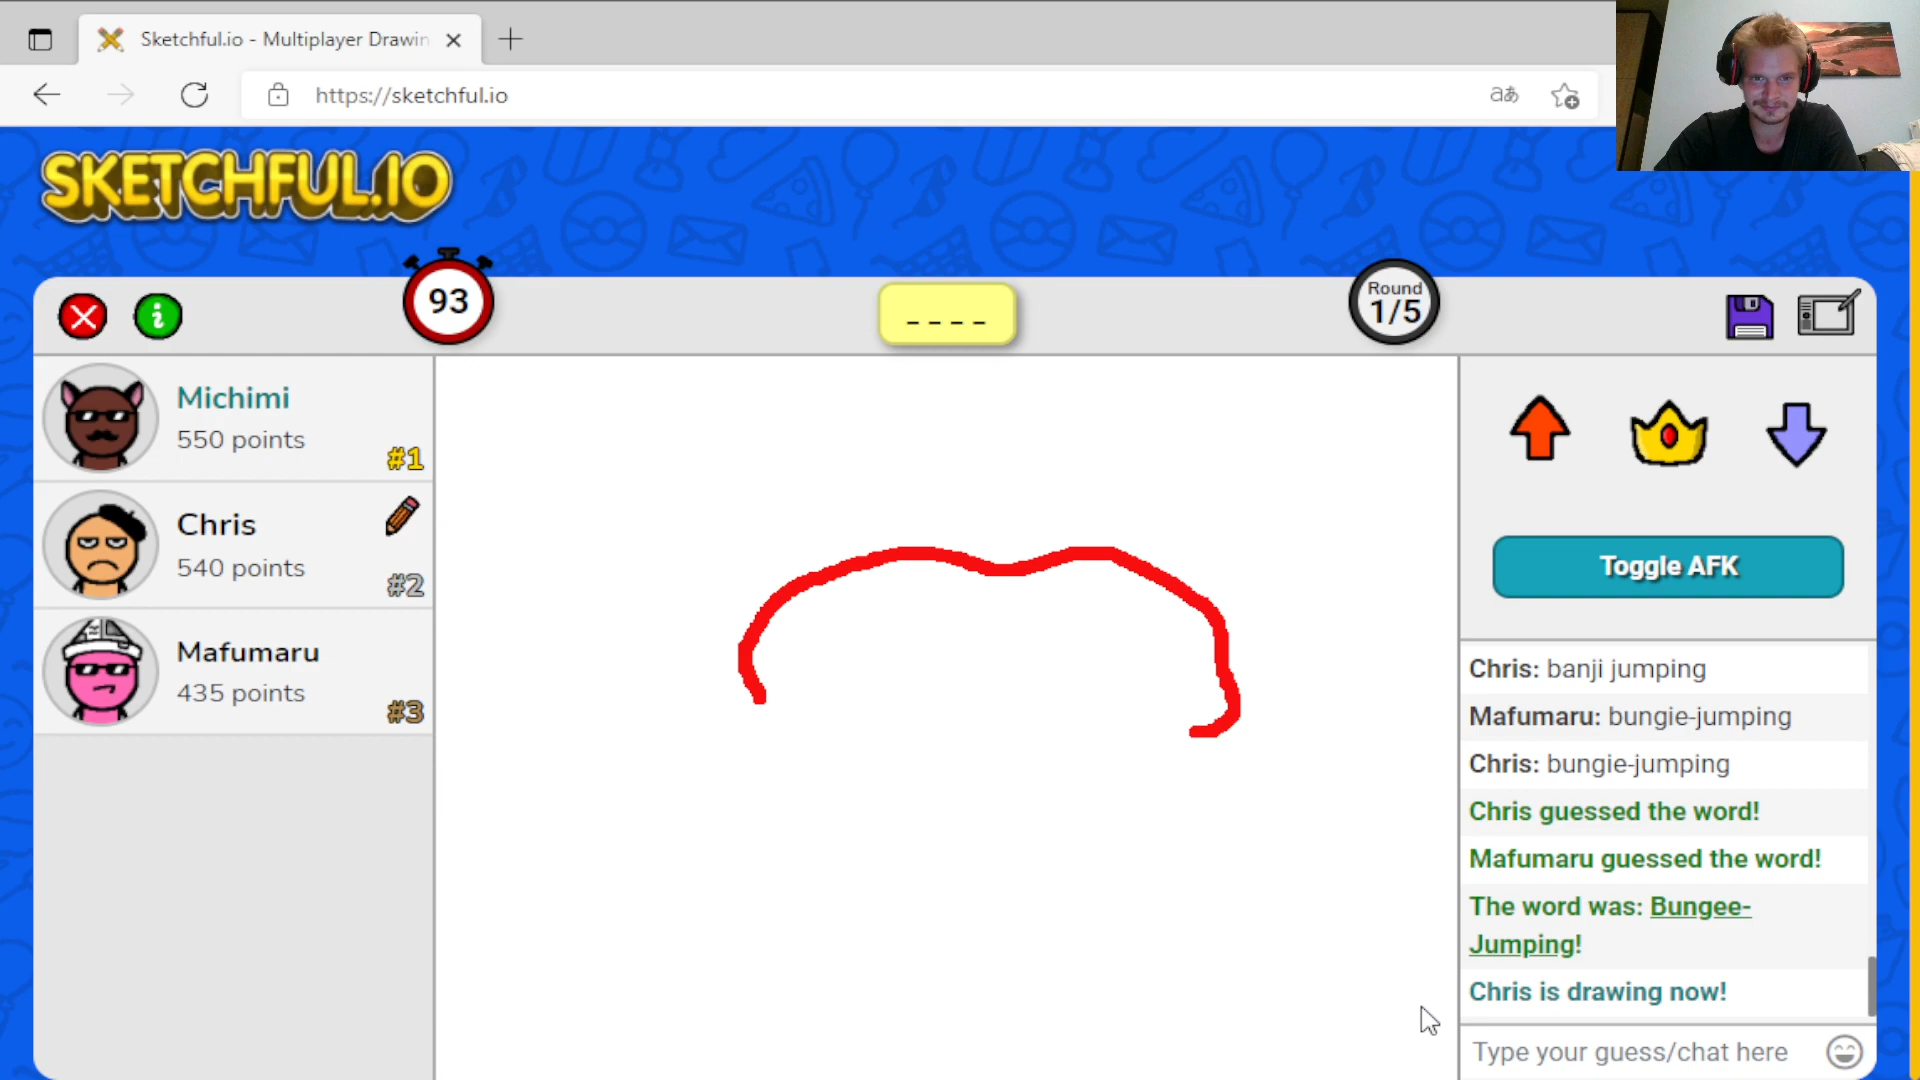 Sketchful.io - Multiplayer Drawin
https://sketchful.io
aあ
SKETCHFUL.IO
93
_ _ _ _
Round
1/5
Michimi
550 points
#1
Chris
540 points
#2
Mafumaru
435 points
#3
Toggle AFK
Chris: banji jumping
Mafumaru: bungie-jumping
Chris: bungie-jumping
Chris guessed the word!
Mafumaru guessed the word!
The word was: Bungee-
Jumping!
Chris is drawing now!
Type your guess/chat here